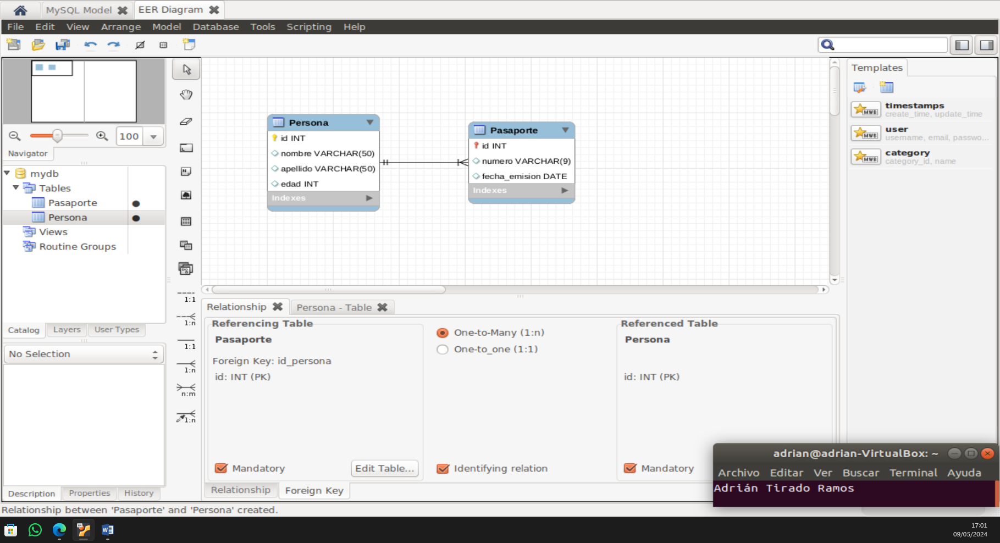 MySQL Model
EER Diagram
File Edit View Arrange Model Database Tools Scripting Help
100
Navigator
mydb
Tables
Pasaporte
Persona
Views
Routine Groups
Catalog Layers User Types
No Selection
Description Properties History
1:1
1:n
1:1
1:n
n:m
1:n
Persona
id INT
nombre VARCHAR(50)
apellido VARCHAR(50)
edad INT
Indexes
Pasaporte
id INT
numero VARCHAR(9)
fecha_emision DATE
Indexes
Relationship
Persona - Table
Referencing Table
Pasaporte
Foreign Key: id_persona
id: INT (PK)
Mandatory
Edit Table...
One-to-Many (1:n)
One-to_one (1:1)
Identifying relation
Referenced Table
Persona
id: INT (PK)
Mandatory
Relationship Foreign Key
Templates
MWB
timestamps
create_time, update_time
MWB
user
username, email, passwo...
MWB
category
category_id, name
adrian@adrian-VirtualBox: ~
Archivo Editar Ver Buscar Terminal Ayuda
Adrián Tirado Ramos
Relationship between 'Pasaporte' and 'Persona' created.
17:01
09/05/2024